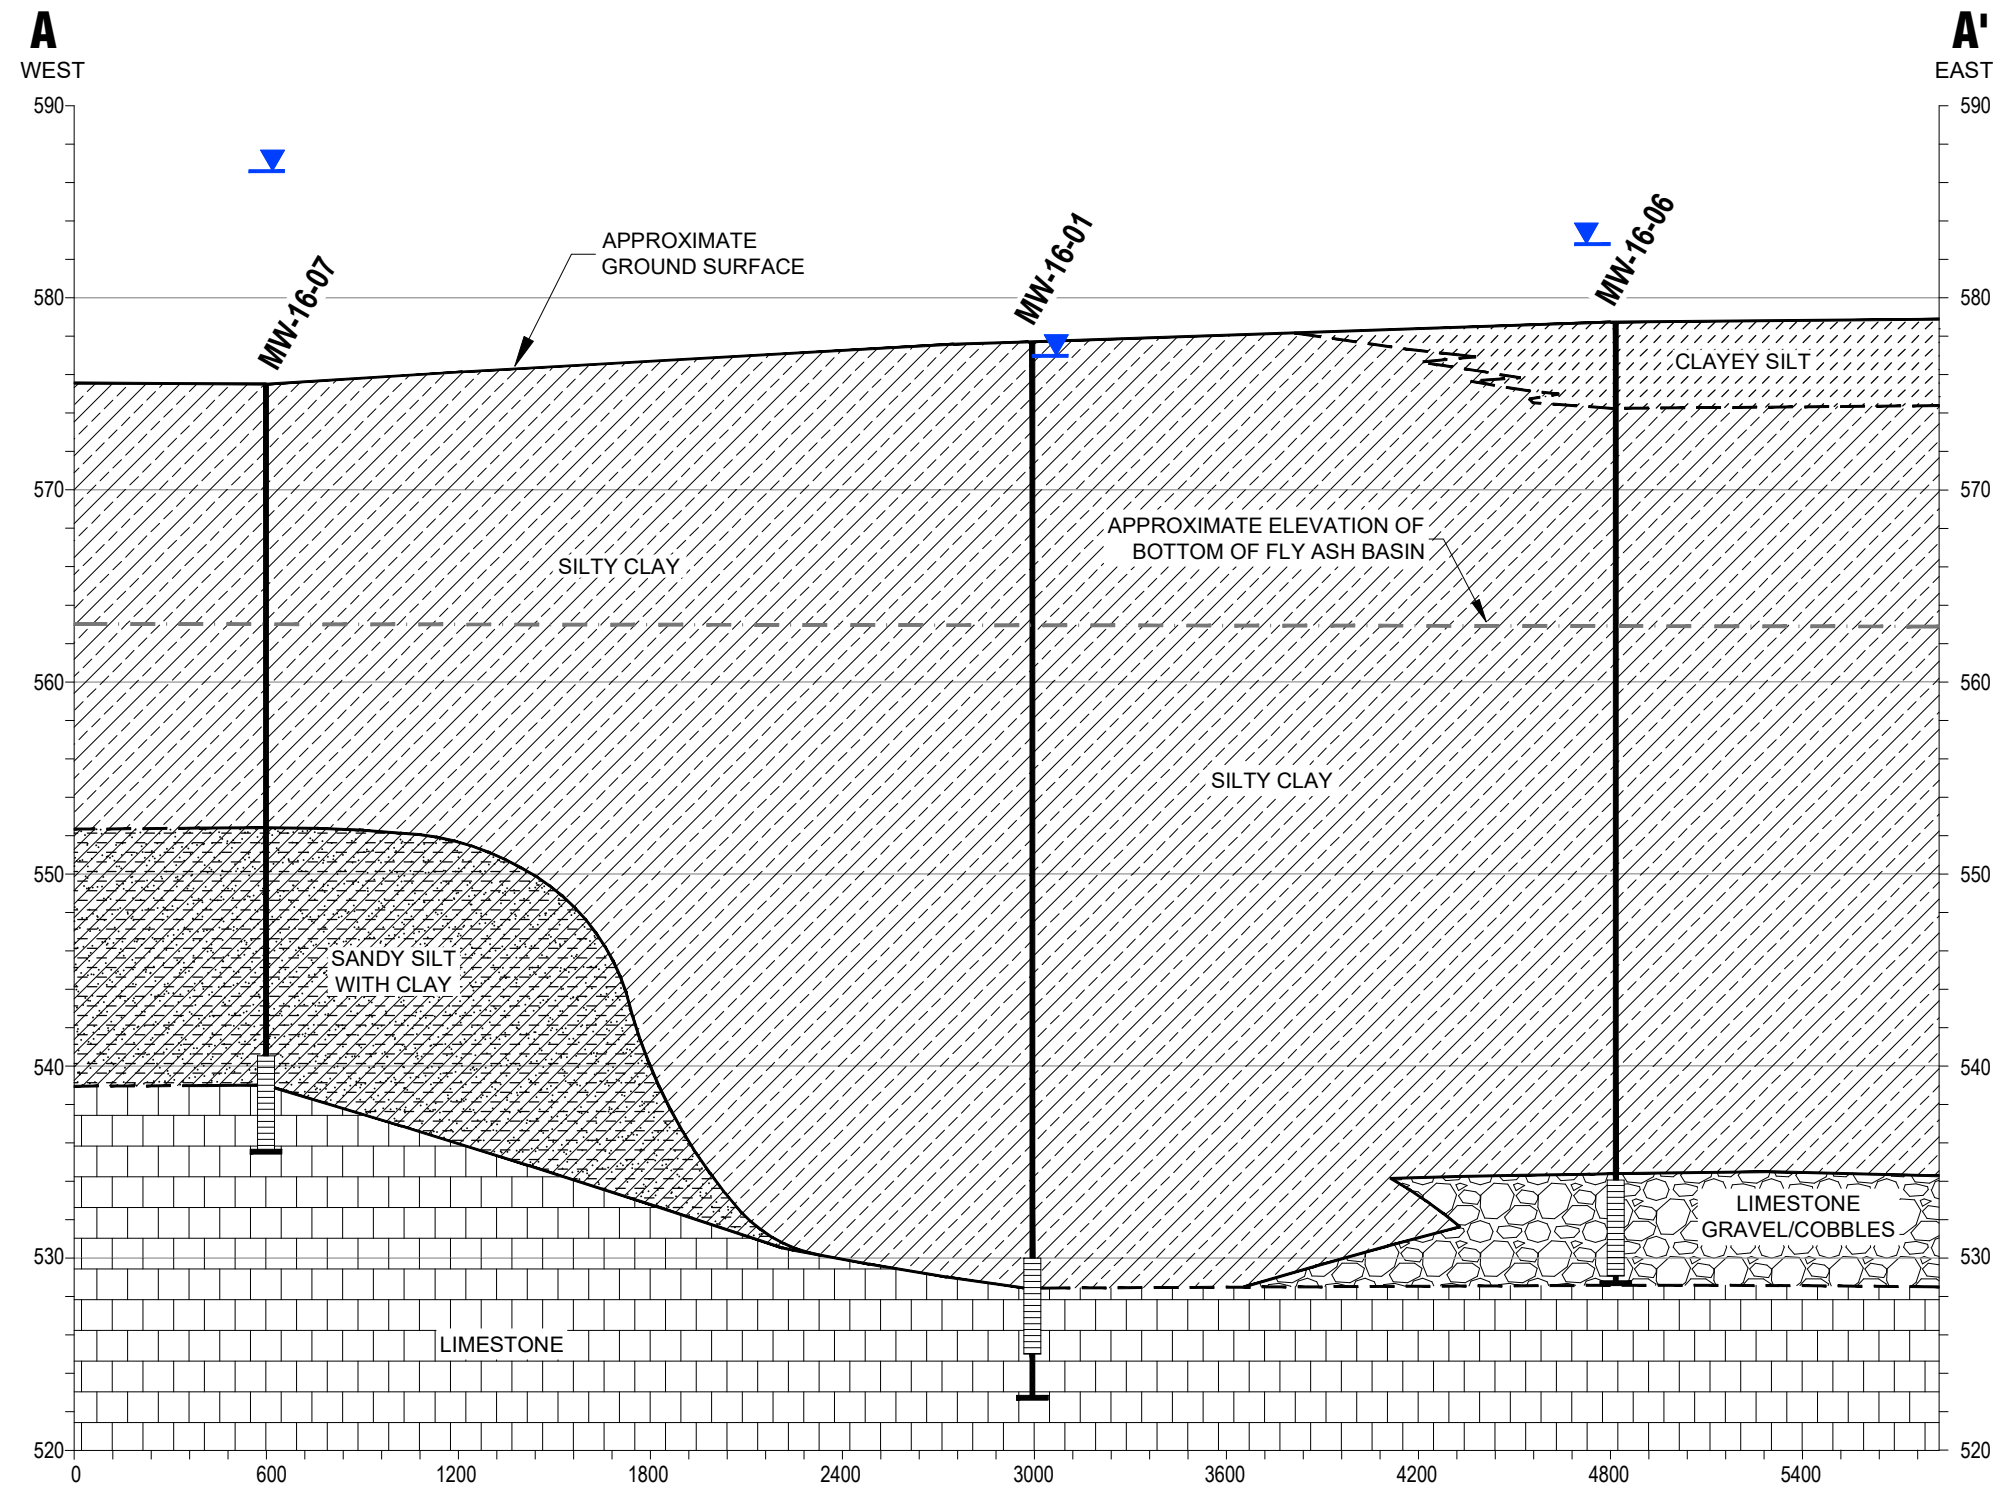 A
WEST
A'
EAST
590
590
MW-16-06
MW-16-01
APPROXIMATE
GROUND SURFACE
MW-16-07
580
580
CLAYEY SILT
570
570
APPROXIMATE ELEVATION OF
BOTTOM OF FLY ASH BASIN
SILTY CLAY
560
560
SILTY CLAY
550
550
SANDY SILT
WITH CLAY
540
540
LIMESTONE
GRAVEL/COBBLES
530
530
LIMESTONE
520
520
0 600 1200 1800 2400 3000 3600 4200 4800 5400